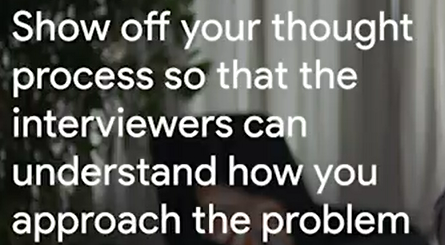 Show off your thought
process so that the
interviewers can
understand how you
approach the problem